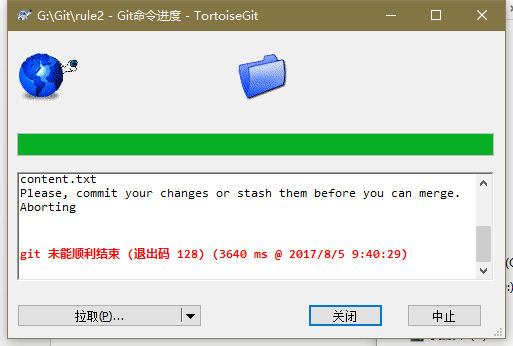 G:\Git\rule2 - Git命令进度 - TortoiseGit
content.txt
Please, commit your changes or stash them before you can merge.
Aborting
git 未能顺利结束 (退出码 128) (3640 ms @ 2017/8/5 9:40:29)
拉取(P)...
关闭
中止